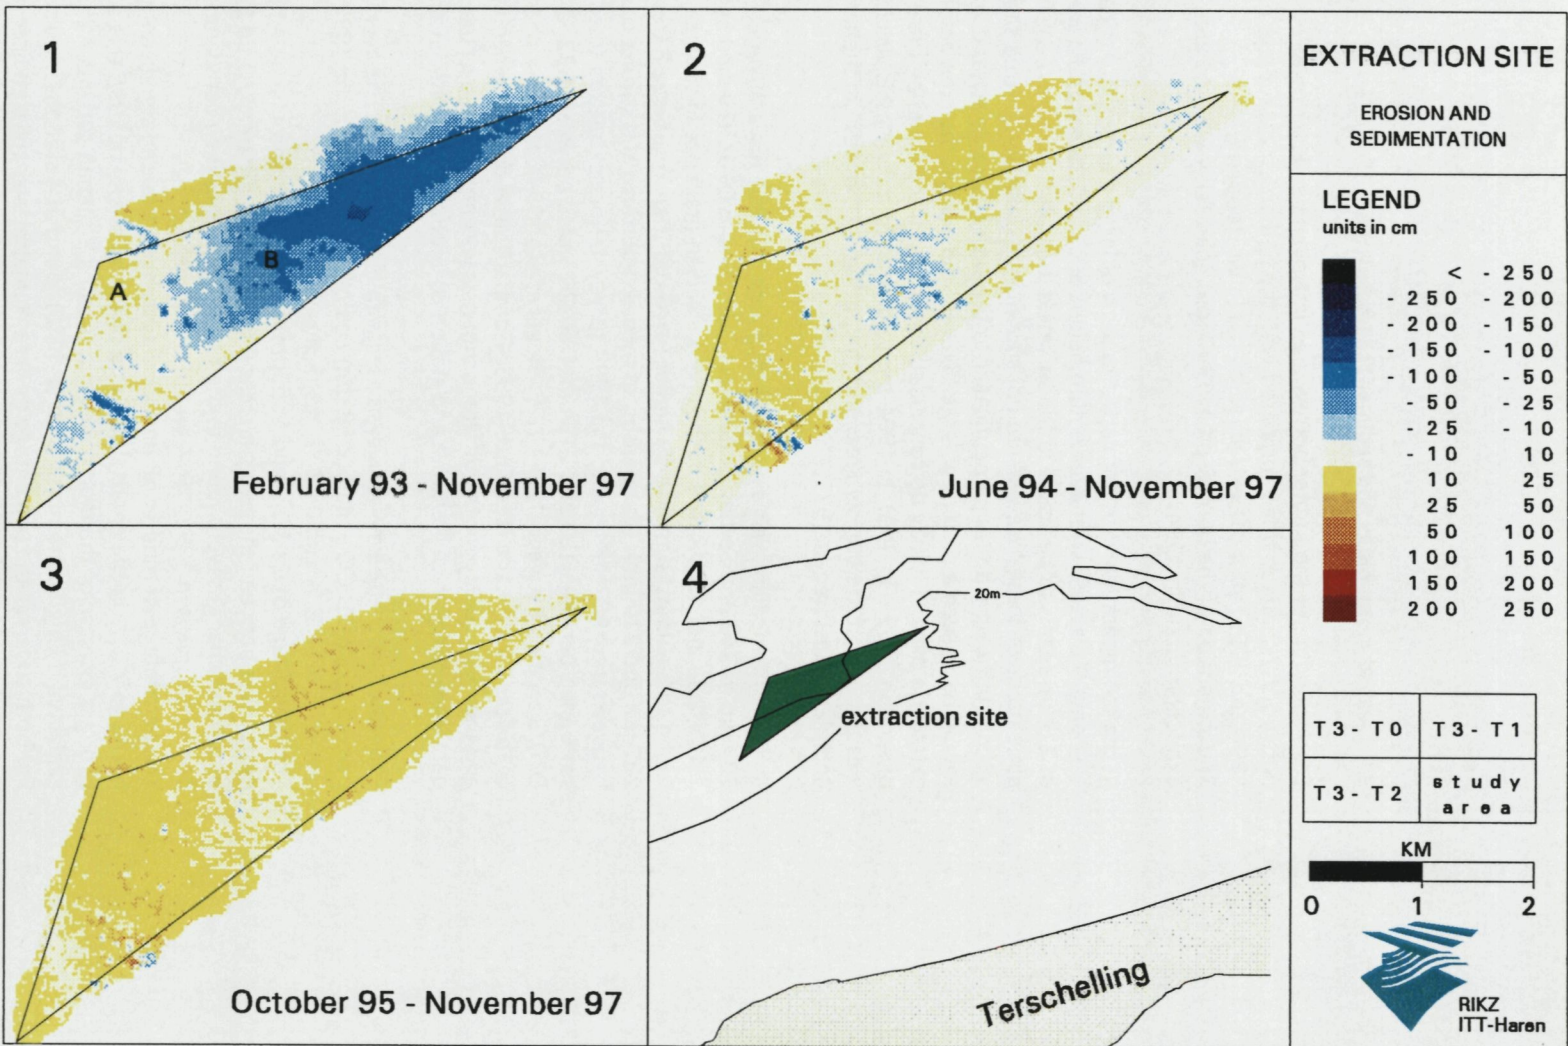 1
A
B
February 93 - November 97
2
June 94 - November 97
3
October 95 - November 97
4
20m
extraction site
Terschelling
EXTRACTION SITE
EROSION AND
SEDIMENTATION
LEGEND
units in cm
< - 250
- 250 - 200
- 200 - 150
- 150 - 100
- 100 - 50
- 50 - 25
- 25 - 10
- 10 10
10 25
25 50
50 100
100 150
150 200
200 250
T3 - T0 T3 - T1
T3 - T2 study
area
KM
0 1 2
RIKZ
ITT-Haren